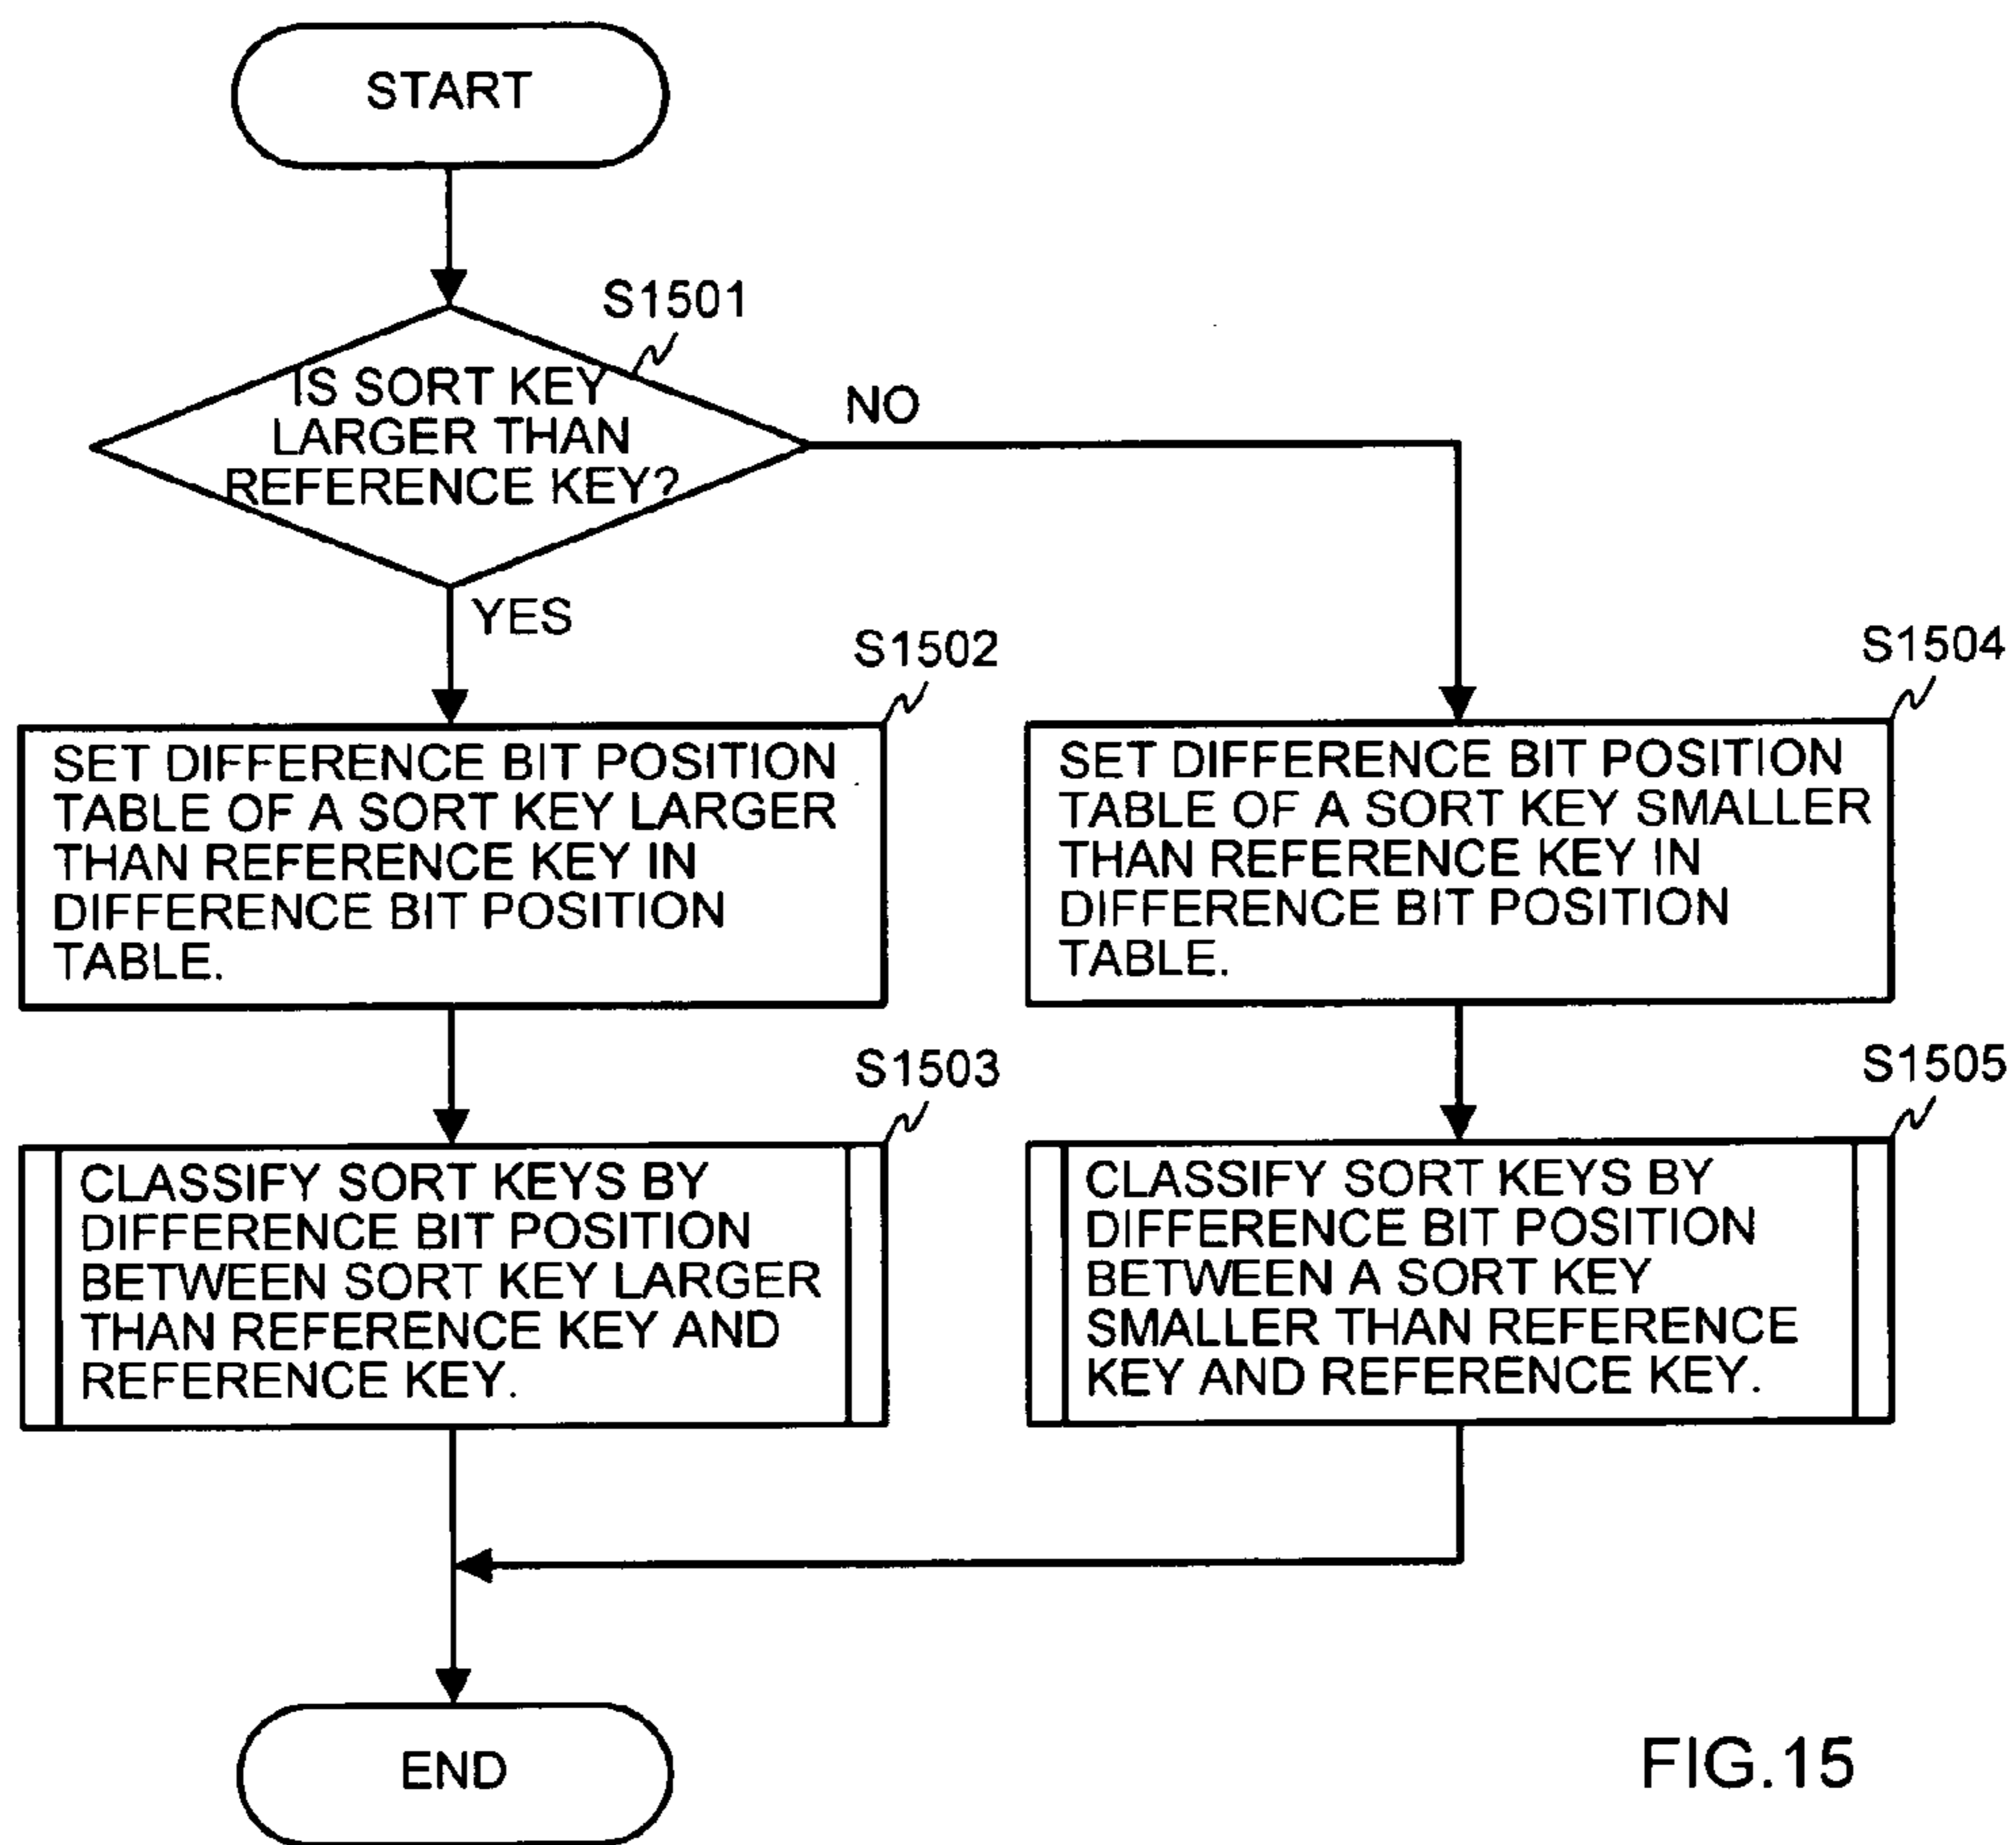 START
S1501
IS SORT KEY
LARGER THAN
REFERENCE KEY?
NO
YES
S1502
SET DIFFERENCE BIT POSITION
TABLE OF A SORT KEY LARGER
THAN REFERENCE KEY IN
DIFFERENCE BIT POSITION
TABLE.
S1504
SET DIFFERENCE BIT POSITION
TABLE OF A SORT KEY SMALLER
THAN REFERENCE KEY IN
DIFFERENCE BIT POSITION
TABLE.
S1503
CLASSIFY SORT KEYS BY
DIFFERENCE BIT POSITION
BETWEEN SORT KEY LARGER
THAN REFERENCE KEY AND
REFERENCE KEY.
S1505
CLASSIFY SORT KEYS BY
DIFFERENCE BIT POSITION
BETWEEN A SORT KEY
SMALLER THAN REFERENCE
KEY AND REFERENCE KEY.
END
FIG.15